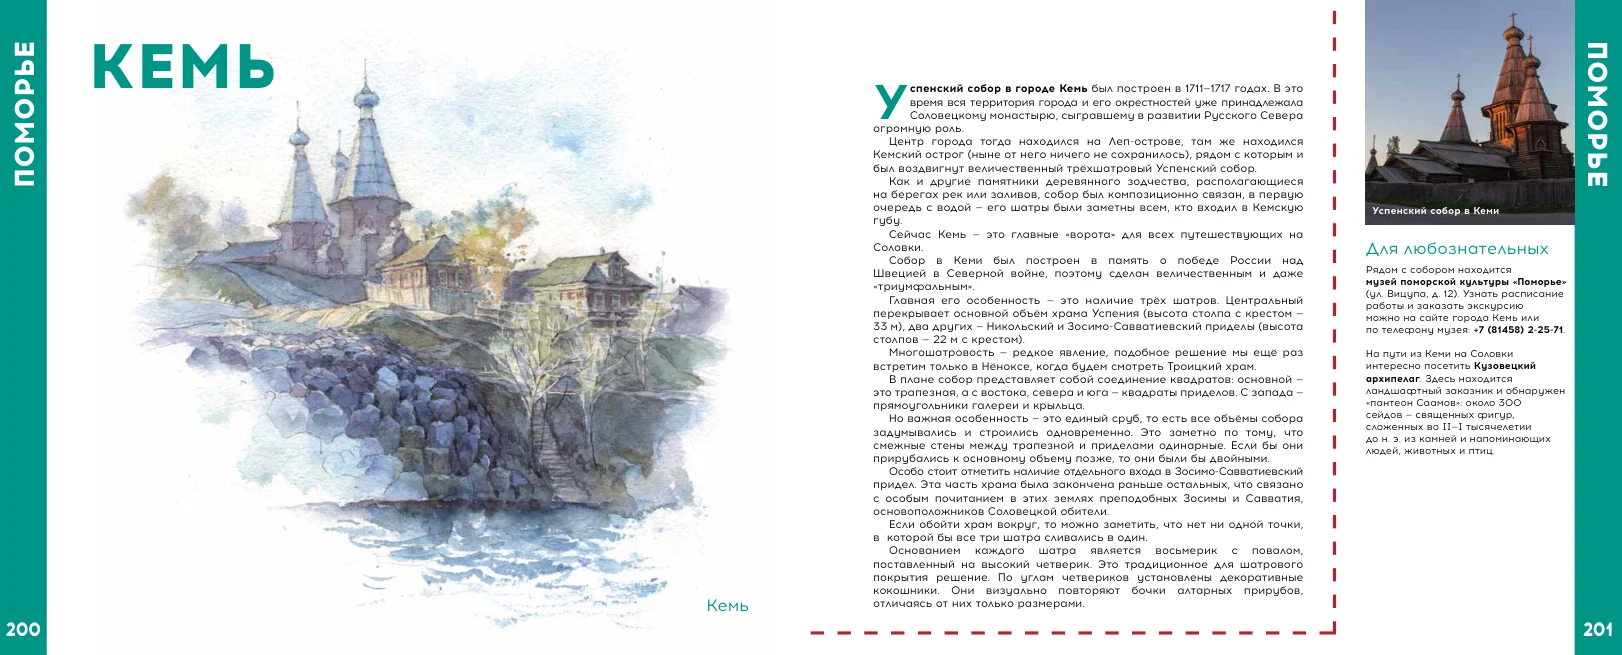 ПОМОРЬЕ
КЕМЬ
Кемь
200
Успенский собор в городе Кемь был построен в 1711–1717 годах. В это
время вся территория города и его окрестностей уже принадлежала
Соловецкому монастырю, сыгравшему в развитии Русского Севера
огромную роль.
Центр города тогда находился на Леп-острове, там же находился
Кемский острог (ныне от него ничего не сохранилось), рядом с которым и
был воздвигнут величественный трёхшатровый Успенский собор.
Как и другие памятники деревянного зодчества, располагающиеся
на берегах рек или заливов, собор был композиционно связан, в первую
очередь с водой – его шатры были заметны всем, кто входил в Кемскую
губу.
Сейчас Кемь – это главные «ворота» для всех путешествующих на
Соловки.
Собор в Кеми был построен в память о победе России над
Швецией в Северной войне, поэтому сделан величественным и даже
«триумфальным».
Главная его особенность – это наличие трёх шатров. Центральный
перекрывает основной объём храма Успения (высота столпа с крестом –
33 м), два других – Никольский и Зосимо-Савватиевский приделы (высота
столпов – 22 м с крестом).
Многошатровость – редкое явление, подобное решение мы ещё раз
встретим только в Нёноксе, когда будем смотреть Троицкий храм.
В плане собор представляет собой соединение квадратов: основной –
это трапезная, а с востока, севера и юга – квадраты приделов. С запада –
прямоугольники галереи и крыльца.
Но важная особенность – это единый сруб, то есть все объёмы собора
задумывались и строились одновременно. Это заметно по тому, что
смежные стены между трапезной и приделами одинарные. Если бы они
прирубались к основному объему позже, то они были бы двойными.
Особо стоит отметить наличие отдельного входа в Зосимо-Савватиевский
придел. Эта часть храма была закончена раньше остальных, что связано
с особым почитанием в этих землях преподобных Зосимы и Савватия,
основоположников Соловецкой обители.
Если обойти храм вокруг, то можно заметить, что нет ни одной точки,
в которой бы все три шатра сливались в один.
Основанием каждого шатра является восьмерик с повалом,
поставленный на высокий четверик. Это традиционное для шатрового
покрытия решение. По углам четвериков установлены декоративные
кокошники. Они визуально повторяют бочки алтарных прирубов,
отличаясь от них только размерами.
Успенский собор в Кеми
Для любознательных
Рядом с собором находится
музей поморской культуры «Поморье»
(ул. Вицупа, д. 12). Узнать расписание
работы и заказать экскурсию
можно на сайте города Кемь или
по телефону музея: +7 (81458) 2-25-71.
На пути из Кеми на Соловки
интересно посетить Кузовецкий
архипелаг. Здесь находится
ландшафтный заказник и обнаружен
«пантеон Саамов»: около 300
сейдов – священных фигур,
сложенных во II–I тысячелетии
до н. э. из камней и напоминающих
людей, животных и птиц.
ПОМОРЬЕ
201